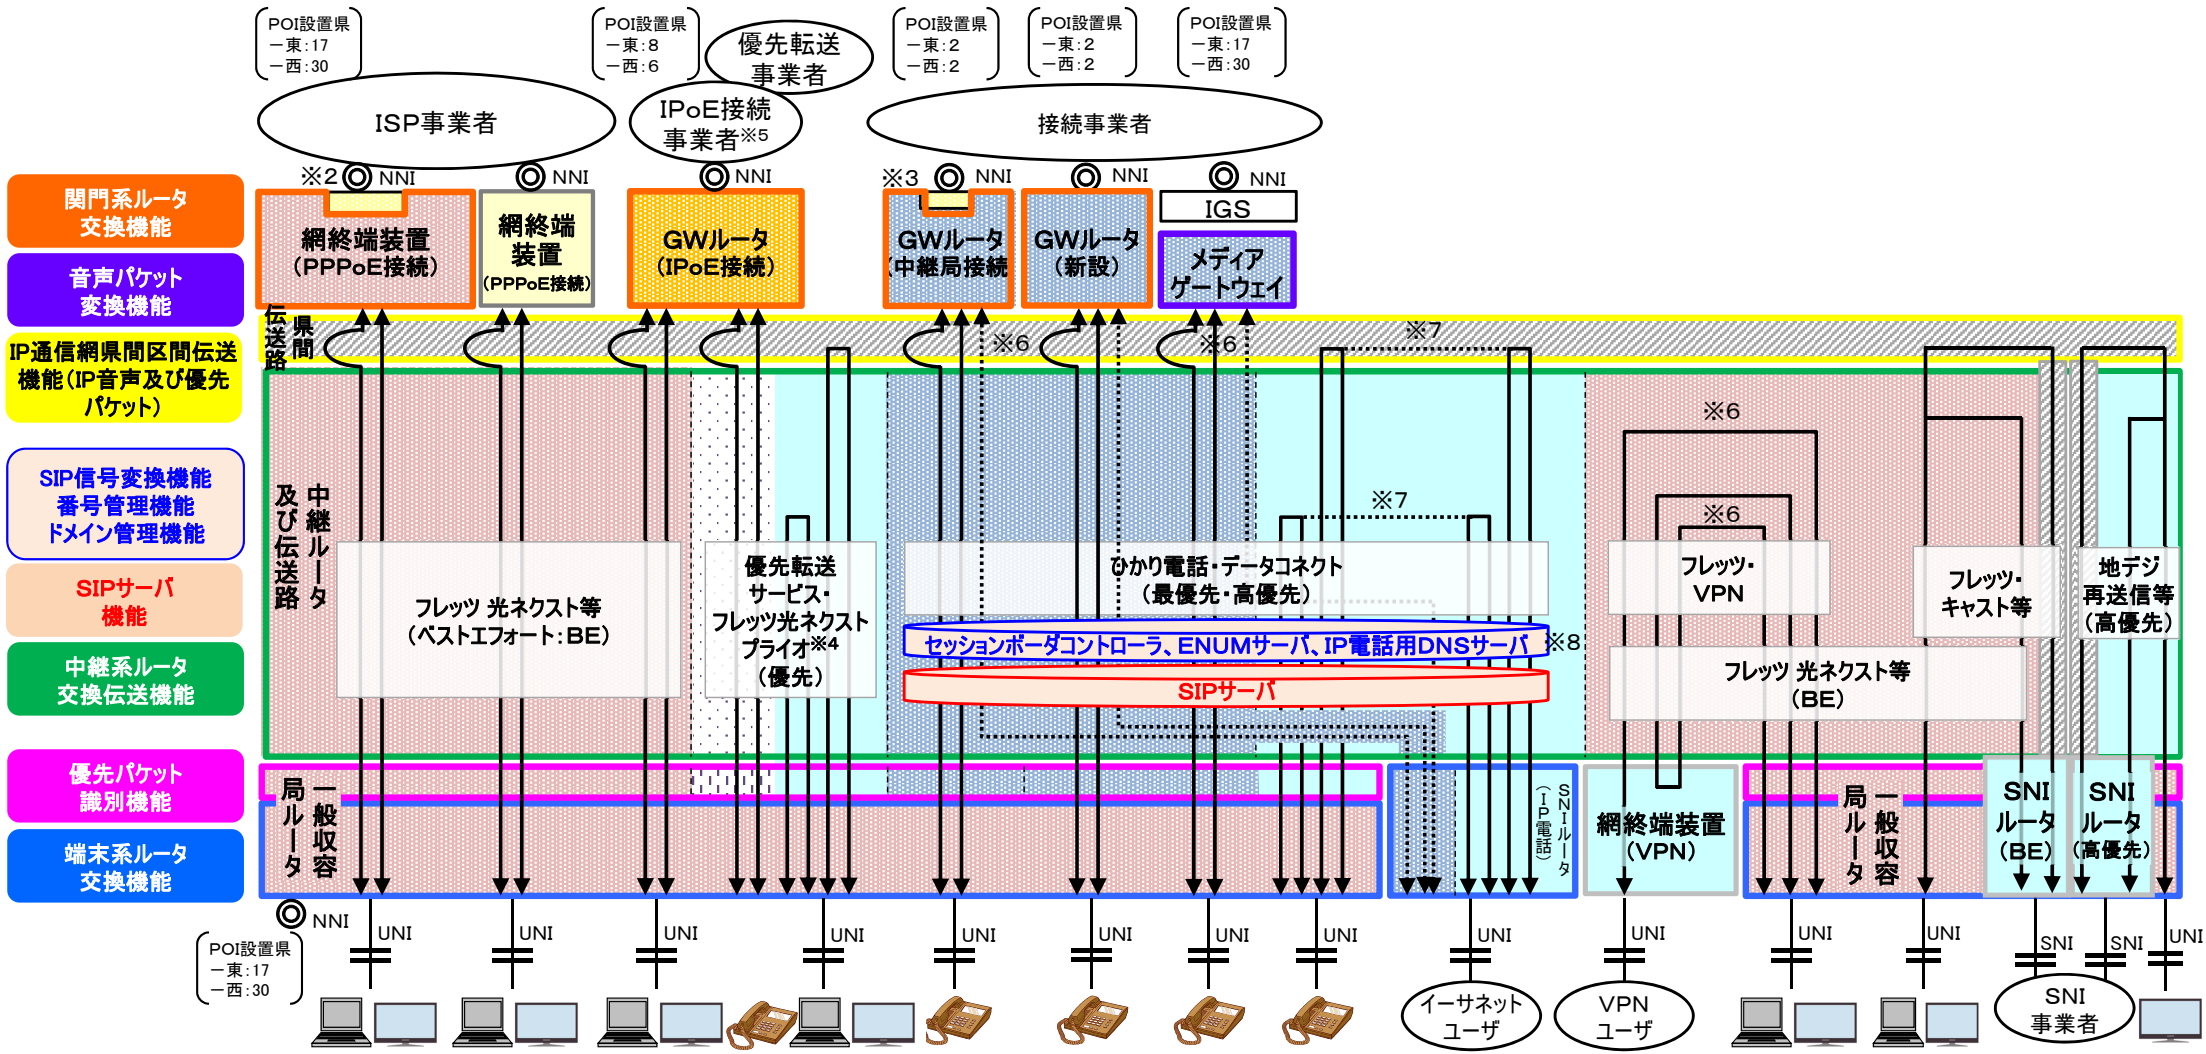 POI設置県
－東：17
－西：30
POI設置県
－東：8
－西：6
優先転送
事業者
POI設置県
－東：2
－西：2
POI設置県
－東：2
－西：2
POI設置県
－東：17
－西：30
ISP事業者
IPoE接続
事業者※5
接続事業者
※2
NNI
NNI
NNI
※3
NNI
NNI
NNI
関門系ルータ
交換機能
音声パケット
変換機能
IP通信網県間区間伝送
機能（IP音声及び優先
パケット）
SIP信号変換機能
番号管理機能
ドメイン管理機能
SIPサーバ
機能
中継系ルータ
交換伝送機能
優先パケット
識別機能
端末系ルータ
交換機能
網終端装置
（PPPoE接続）
網終端
装置
（PPPoE接続）
GWルータ
（IPoE接続）
GWルータ
（中継局接続
GWルータ
（新設）
IGS
メディア
ゲートウェイ
県間
伝送路
※6
※6
※7
中継ルータ
及び伝送路
※6
※7
※6
フレッツ 光ネクスト等
（ベストエフォート：BE）
優先転送
サービス・
フレッツ光ネクスト
プライオ※4
（優先）
ひかり電話・データコネクト
（最優先・高優先）
セッションボーダコントローラ、ENUMサーバ、IP電話用DNSサーバ
※8
SIPサーバ
フレッツ・
VPN
フレッツ・
キャスト等
地デジ
再送信等
（高優先）
フレッツ 光ネクスト等
（BE）
一般収容
局ルータ
SNIルータ
（IP電話）
網終端装置
（VPN）
一般収容
局ルータ
SNI
ルータ
（BE）
SNI
ルータ
（高優先）
NNI
POI設置県
－東：17
－西：30
UNI
UNI
UNI
UNI
UNI
UNI
UNI
UNI
UNI
UNI
UNI
UNI
SNI
SNI
UNI
イーサネット
ユーザ
VPN
ユーザ
SNI
事業者